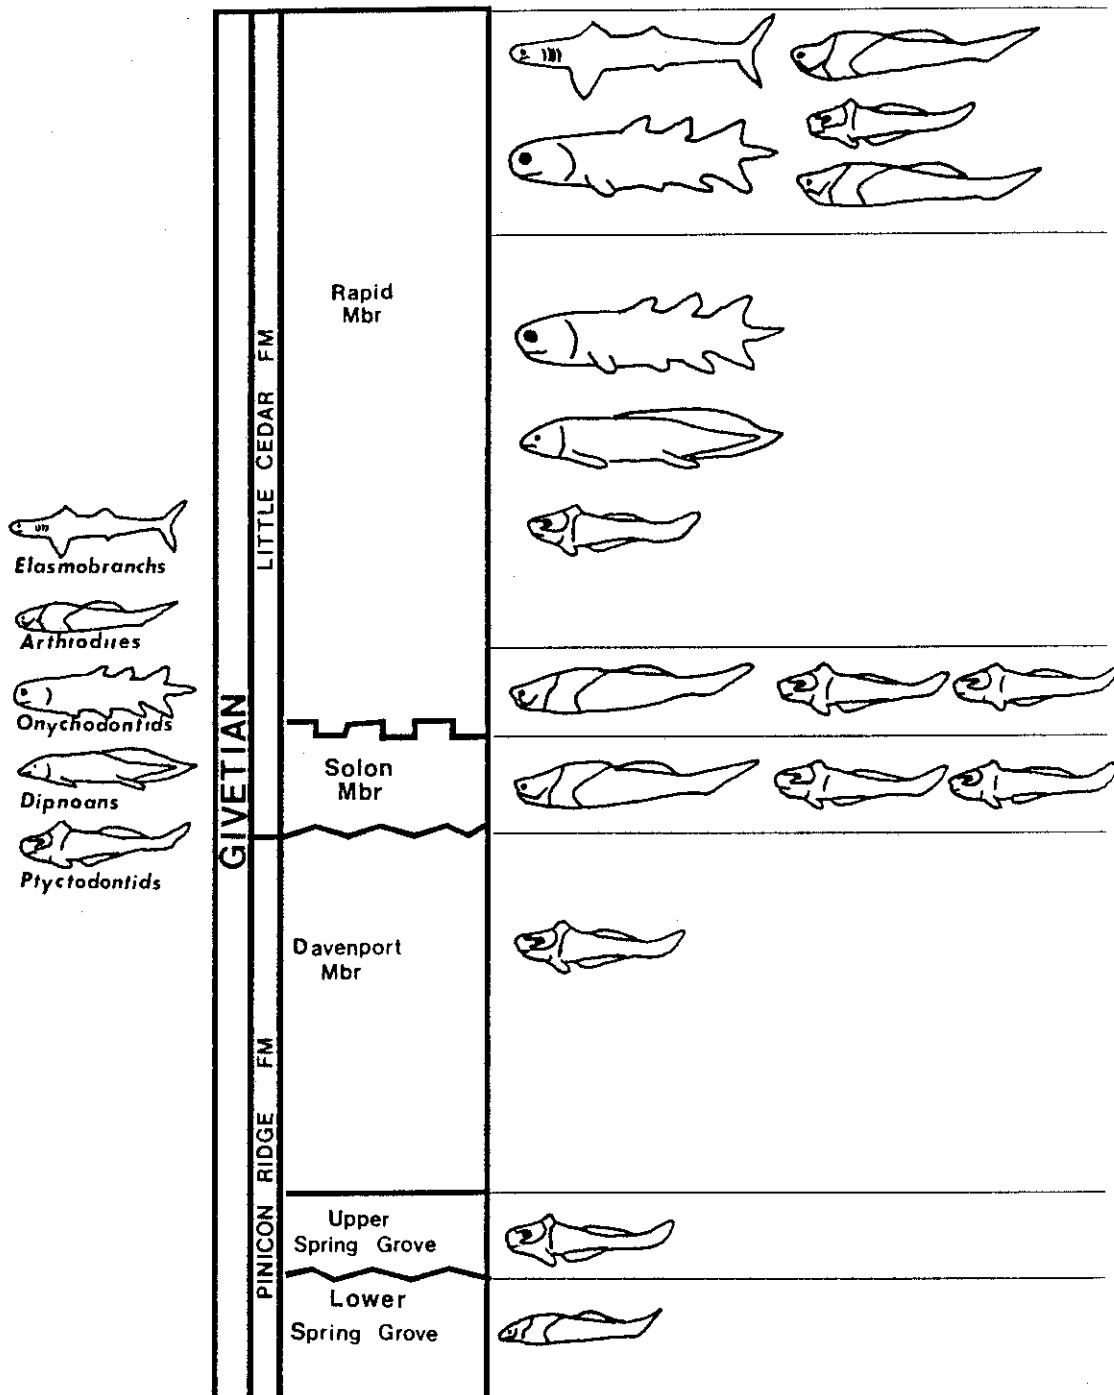 Rapid
Mbr
LITTLE CEDAR FM
Elasmobranchs
Arthrodires
Onychodontids
Dipnoans
Ptyctodontids
GIVETIAN
Solon
Mbr
Davenport
Mbr
PINICON RIDGE FM
Upper
Spring Grove
Lower
Spring Grove